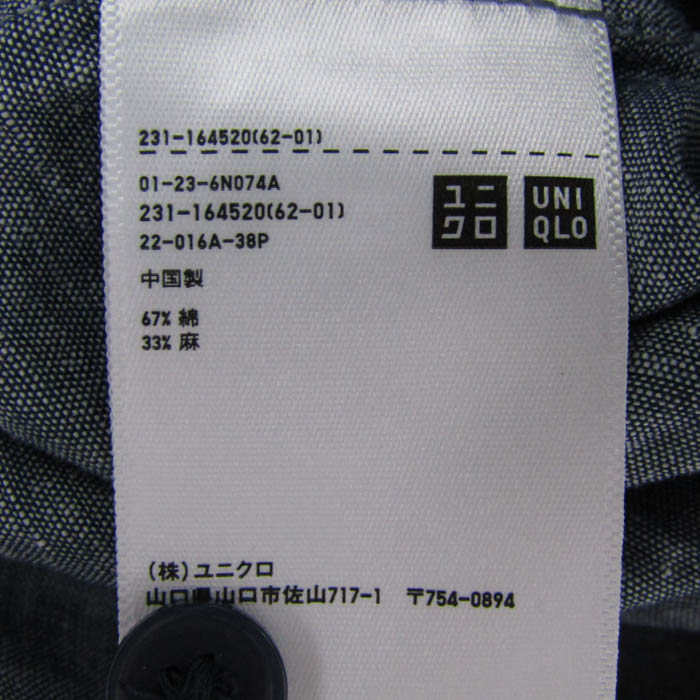 231-164520(62-01)
01-23-6N074A
231-164520(62-01)
22-016A-38P
ユニ
クロ
UNI
QLO
中国製
67% 綿
33% 麻
(株)ユニクロ
山口県山口市佐山717-1 〒754-0894